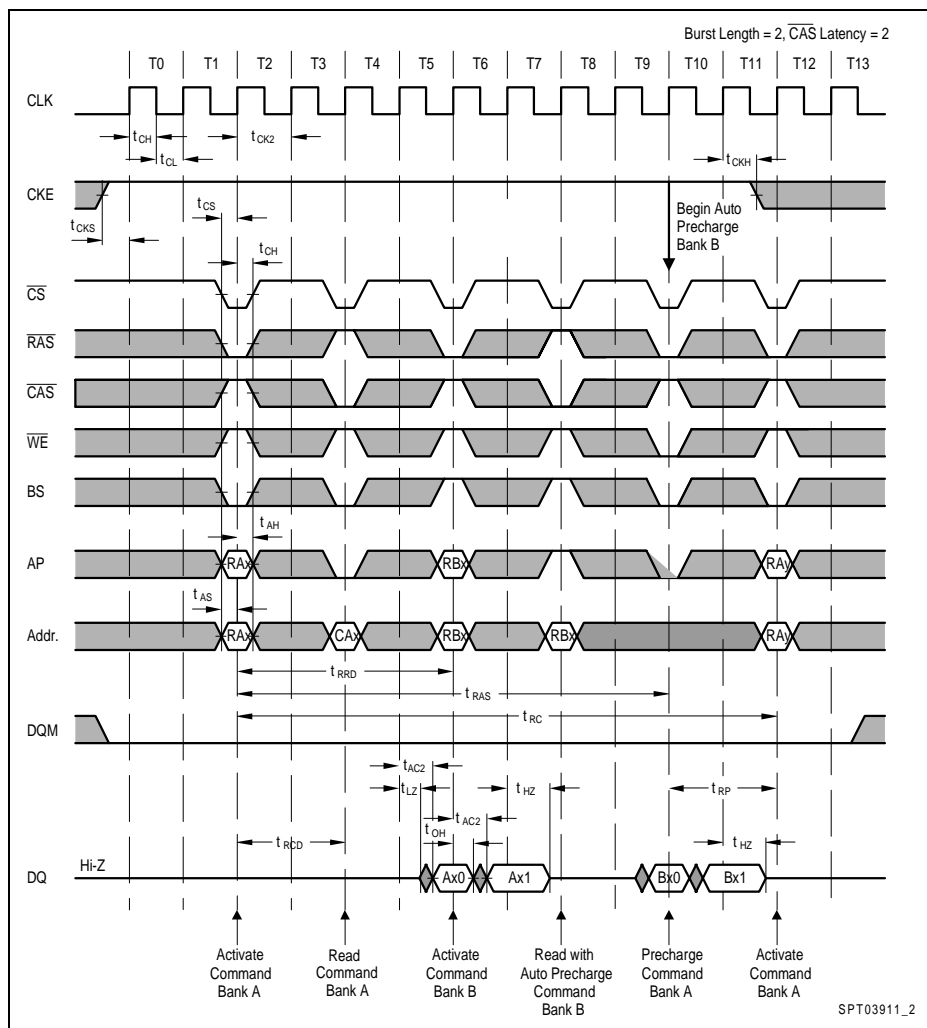 Burst Length = 2, CAS Latency = 2
T0 T1 T2 T3 T4 T5 T6 T7 T8 T9 T10 T11 T12 T13
CLK
tCH
tCK2
tCL
tCKH
CKE
tCS
Begin Auto
Precharge
Bank B
tCKS
tCH
CS
RAS
CAS
WE
BS
tAH
AP
RAx
RBx
RAy
tAS
Addr.
RAx
CAx
RBx
RBx
RAy
tRRD
tRAS
tRC
DQM
tAC2
tLZ
tHZ
tRP
tOH
tAC2
tRCD
tHZ
DQ
Hi-Z
Ax0
Ax1
Bx0
Bx1
Activate
Command
Bank A
Read
Command
Bank A
Activate
Command
Bank B
Read with
Auto Precharge
Command
Bank B
Precharge
Command
Bank A
Activate
Command
Bank A
SPT03911_2